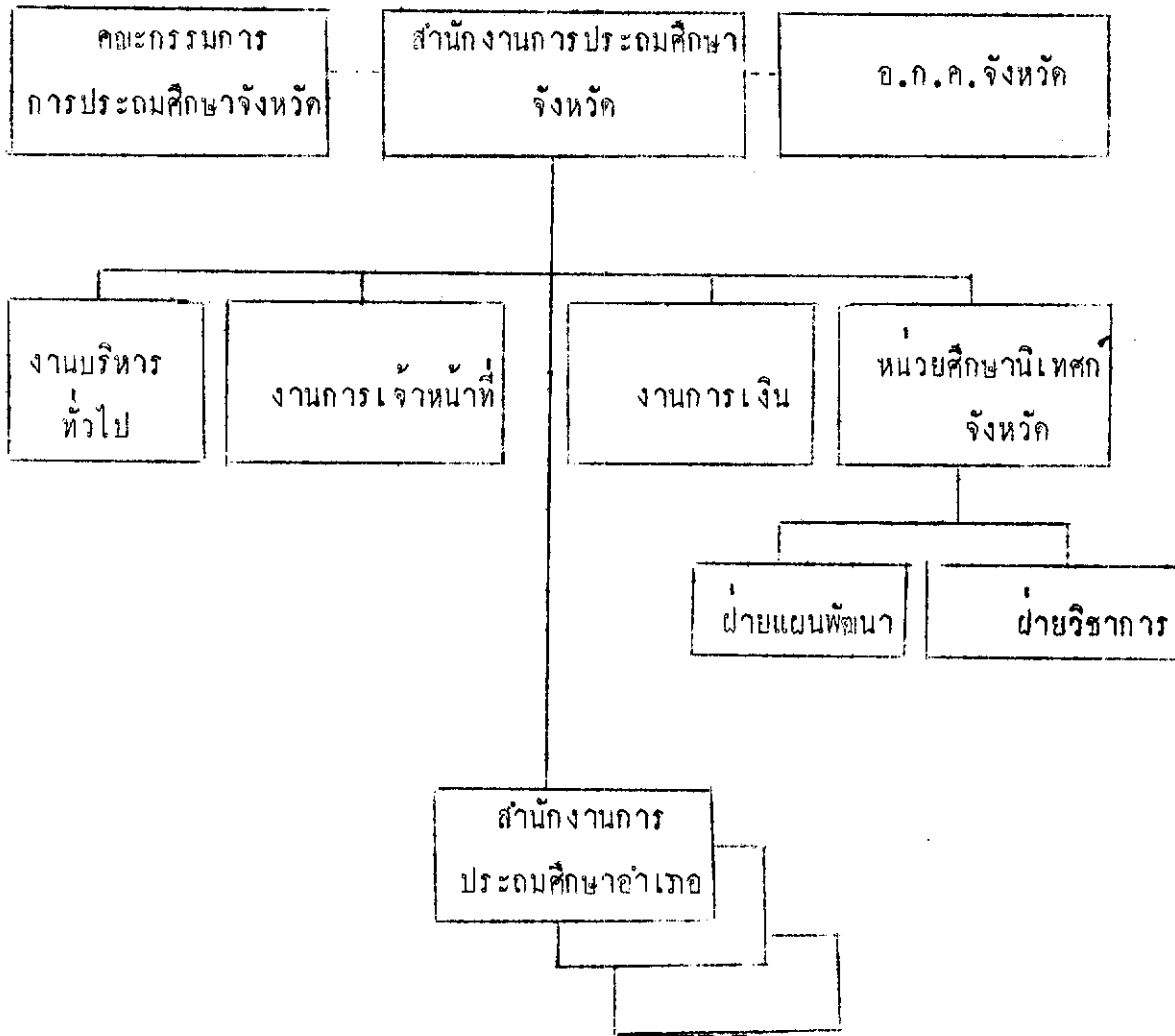 คณะกรรมการ
การประถมศึกษาจังหวัด
สำนักงานการประถมศึกษา
จังหวัด
อ.ก.ค.จังหวัด
งานบริหาร
ทั่วไป
งานการเจ้าหน้าที่
งานการเงิน
หน่วยศึกษานิเทศก์
จังหวัด
ฝ่ายแผนพัฒนา
ฝ่ายวิชาการ
สำนักงานการ
ประถมศึกษาอำเภอ